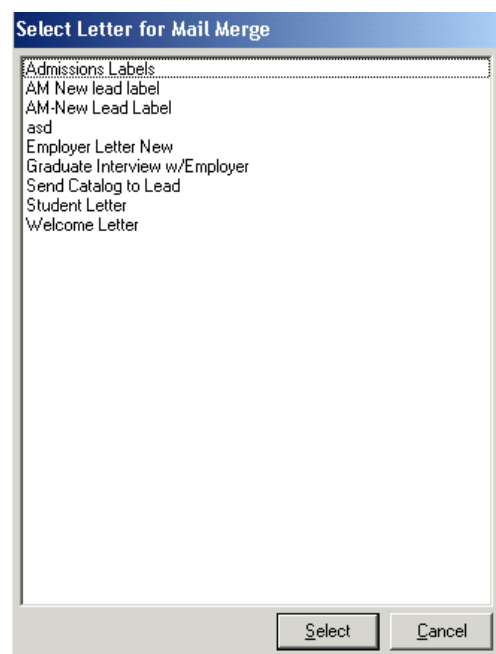 Select Letter for Mail Merge
Admissions Labels
AM New lead label
AM-New Lead Label
asd
Employer Letter New
Graduate Interview w/Employer
Send Catalog to Lead
Student Letter
Welcome Letter
Select Cancel